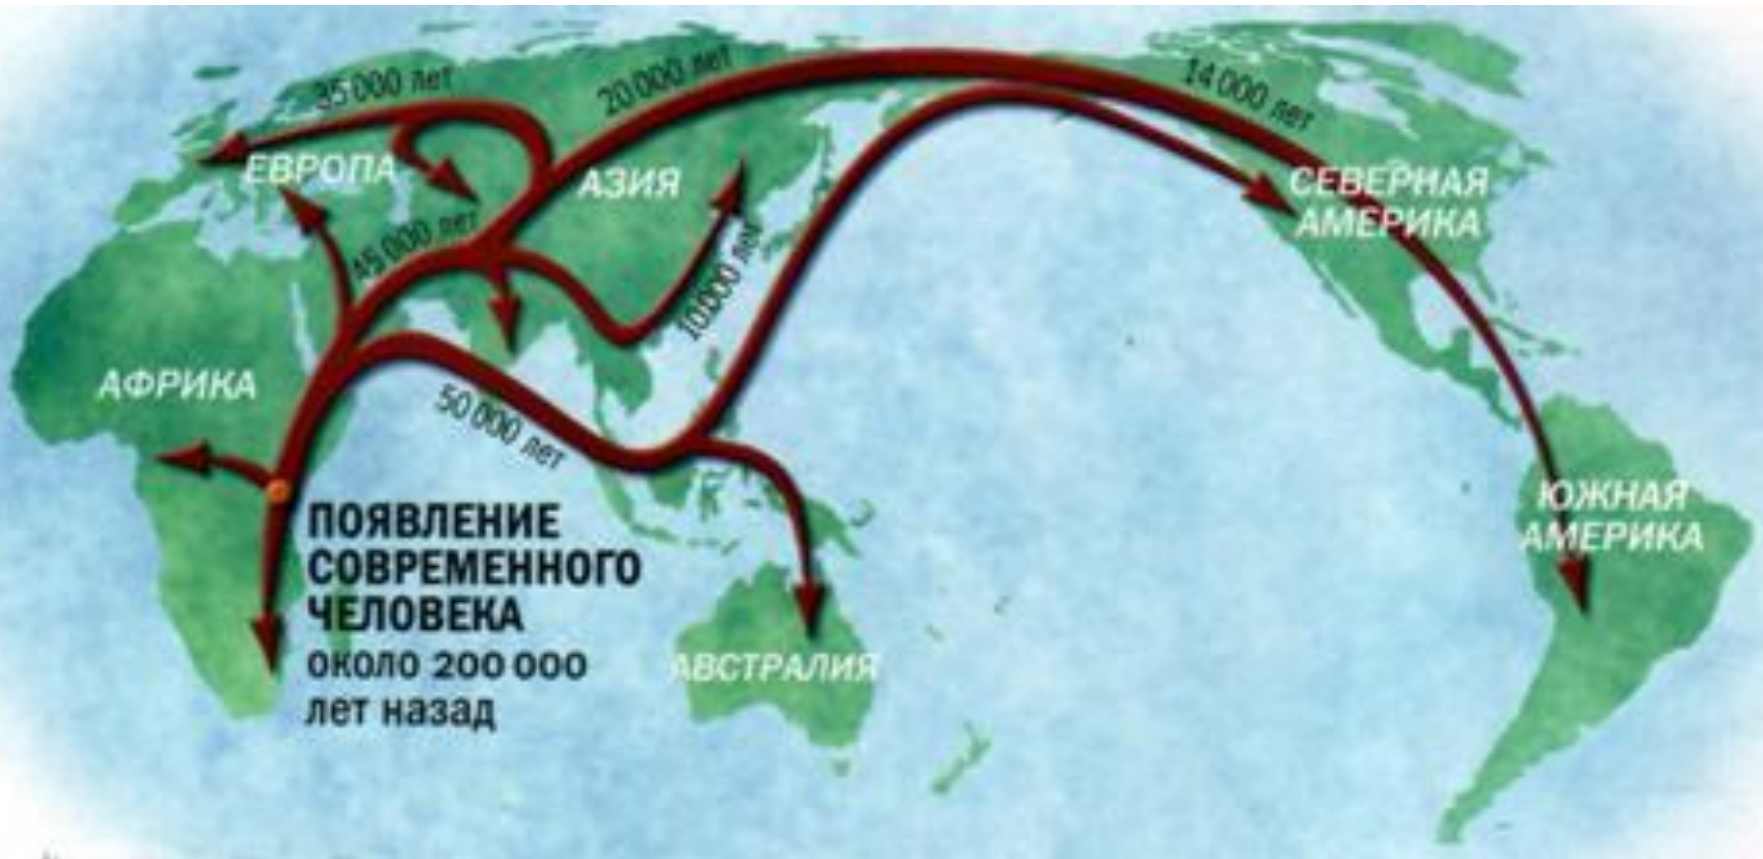 35 000 лет
20 000 лет
14 000 лет
ЕВРОПА
АЗИЯ
СЕВЕРНАЯ
АМЕРИКА
45 000 лет
10 000 лет
АФРИКА
50 000 лет
ПОЯВЛЕНИЕ
СОВРЕМЕННОГО
ЧЕЛОВЕКА
около 200 000
лет назад
ЮЖНАЯ
АМЕРИКА
АВСТРАЛИЯ